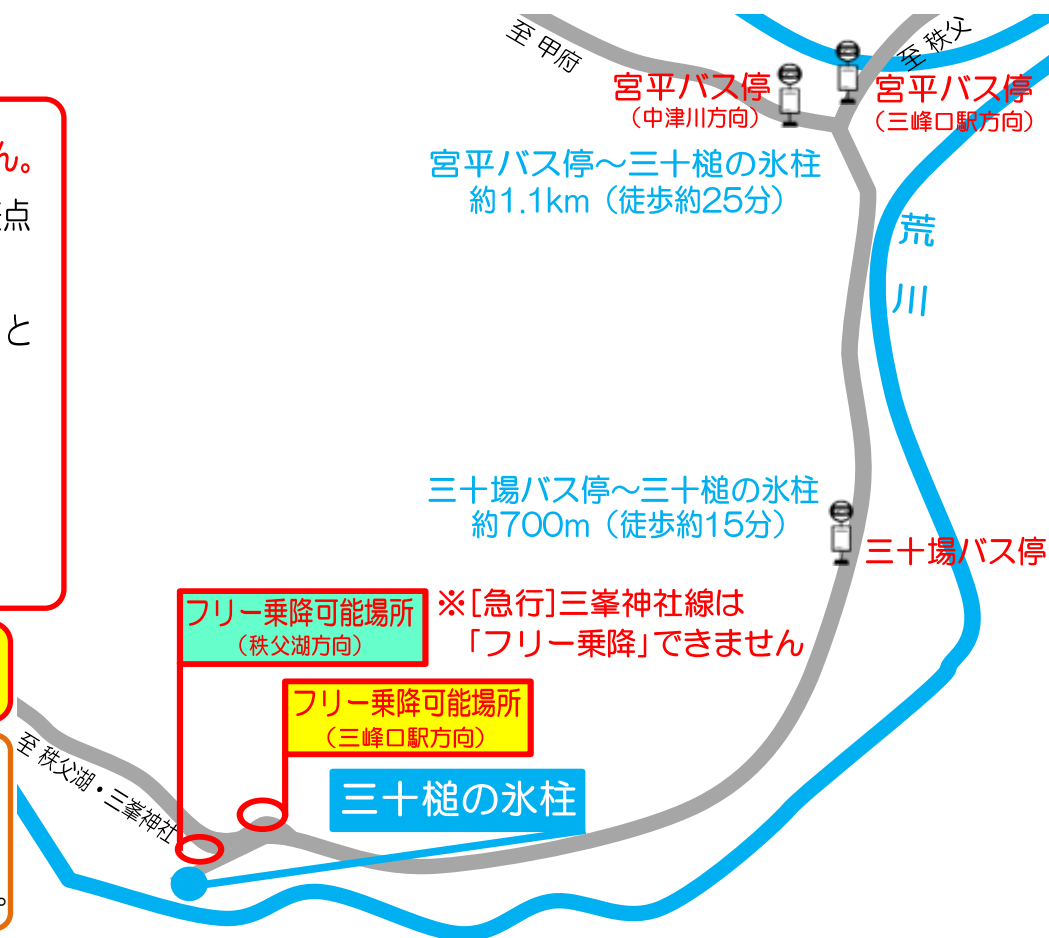 至 甲府
至 秩父
宮平バス停
（中津川方向）
宮平バス停
（三峰口駅方向）
ん。
点
と
宮平バス停～三十槌の氷柱
約1.1km（徒歩約25分）
荒
川
三十場バス停～三十槌の氷柱
約700m（徒歩約15分）
三十場バス停
フリー乗降可能場所
（秩父湖方向）
※[急行]三峯神社線は
「フリー乗降」できません
フリー乗降可能場所
（三峰口駅方向）
至 秩父湖・三峯神社
三十槌の氷柱
。